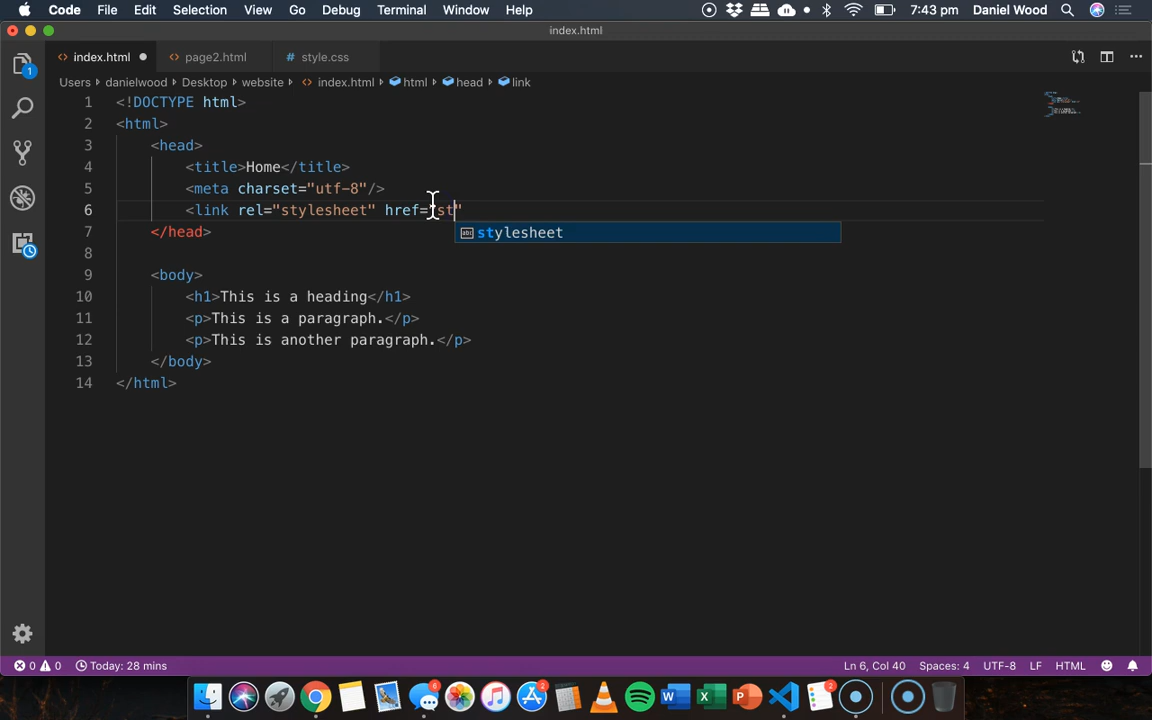 Code File Edit Selection View Go Debug Terminal Window Help 7:43 pm Daniel Wood
index.html
index.html page2.html # style.css
Users danielwood Desktop website index.html html head link
1 <!DOCTYPE html>
2 <html>
3 <head>
4 <title>Home</title>
5 <meta charset="utf-8"/>
6 <link rel="stylesheet" href="st"
stylesheet
7 </head>
8
9 <body>
10 <h1>This is a heading</h1>
11 <p>This is a paragraph.</p>
12 <p>This is another paragraph.</p>
13 </body>
14 </html>
0 0 Today: 28 mins Ln 6, Col 40 Spaces: 4 UTF-8 LF HTML